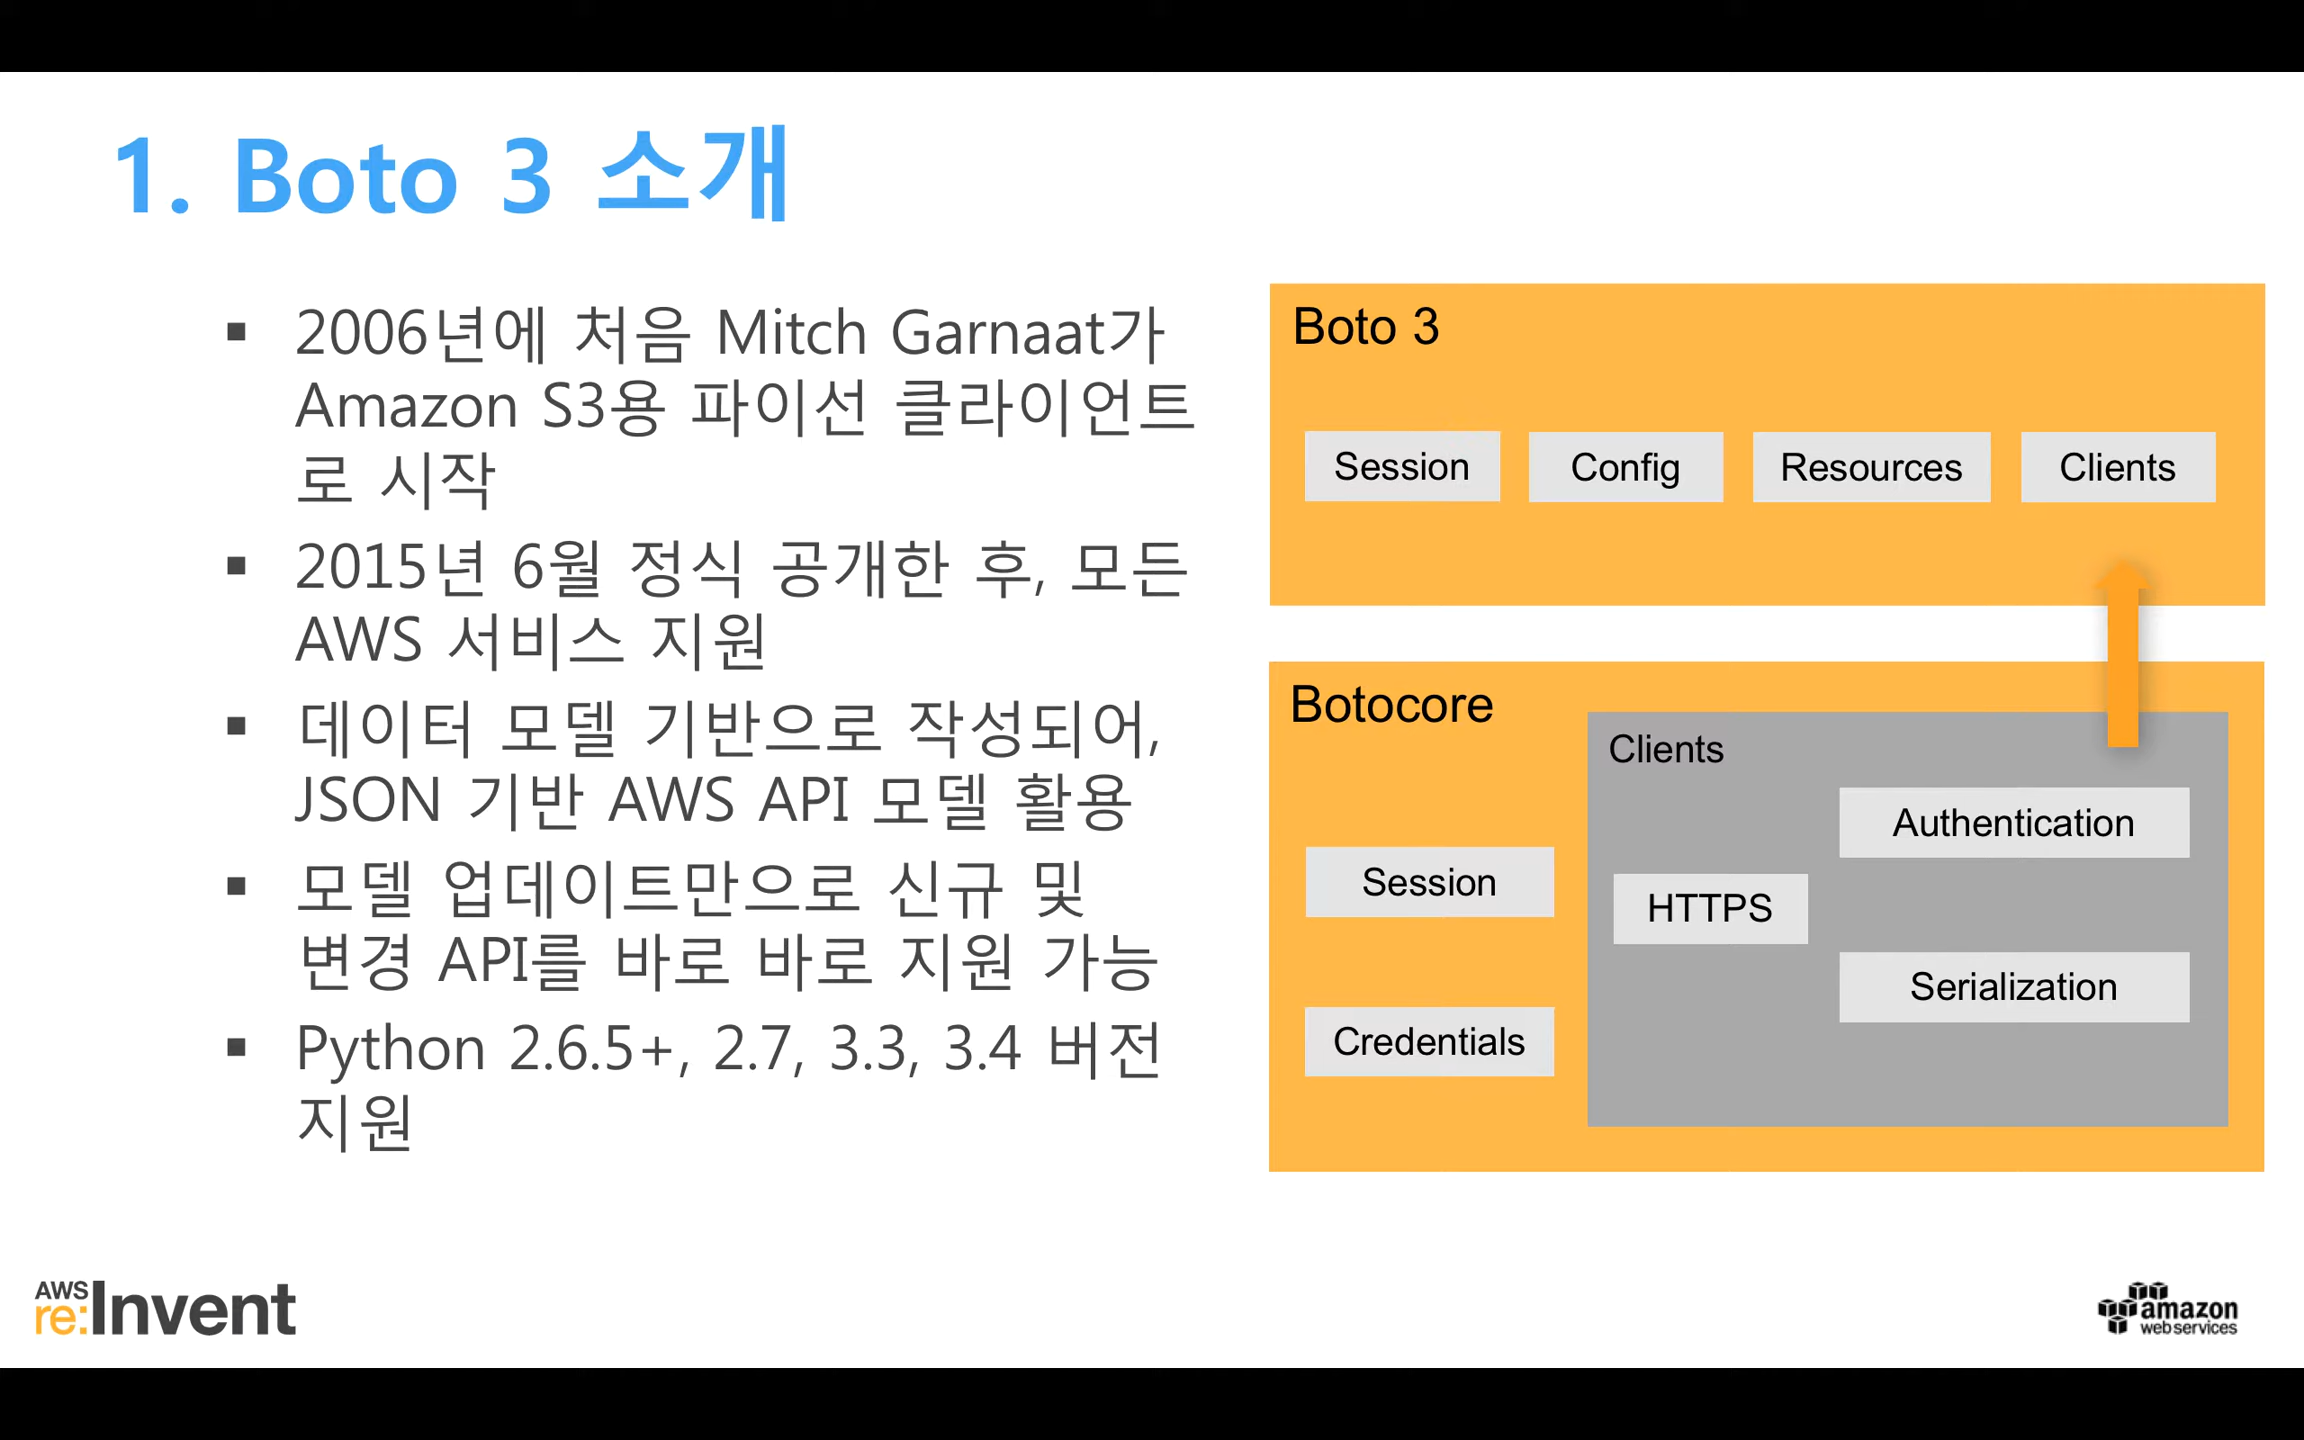 1. Boto 3 소개
▪ 2006년에 처음 Mitch Garnaat가
Amazon S3용 파이선 클라이언트
로 시작
▪ 2015년 6월 정식 공개한 후, 모든
AWS 서비스 지원
▪ 데이터 모델 기반으로 작성되어,
JSON 기반 AWS API 모델 활용
▪ 모델 업데이트만으로 신규 및
변경 API를 바로 바로 지원 가능
▪ Python 2.6.5+, 2.7, 3.3, 3.4 버전
지원
Boto 3
Session Config Resources Clients
Botocore
Clients
Authentication
Session
HTTPS
Serialization
Credentials
AWS
re:Invent
amazon
web services